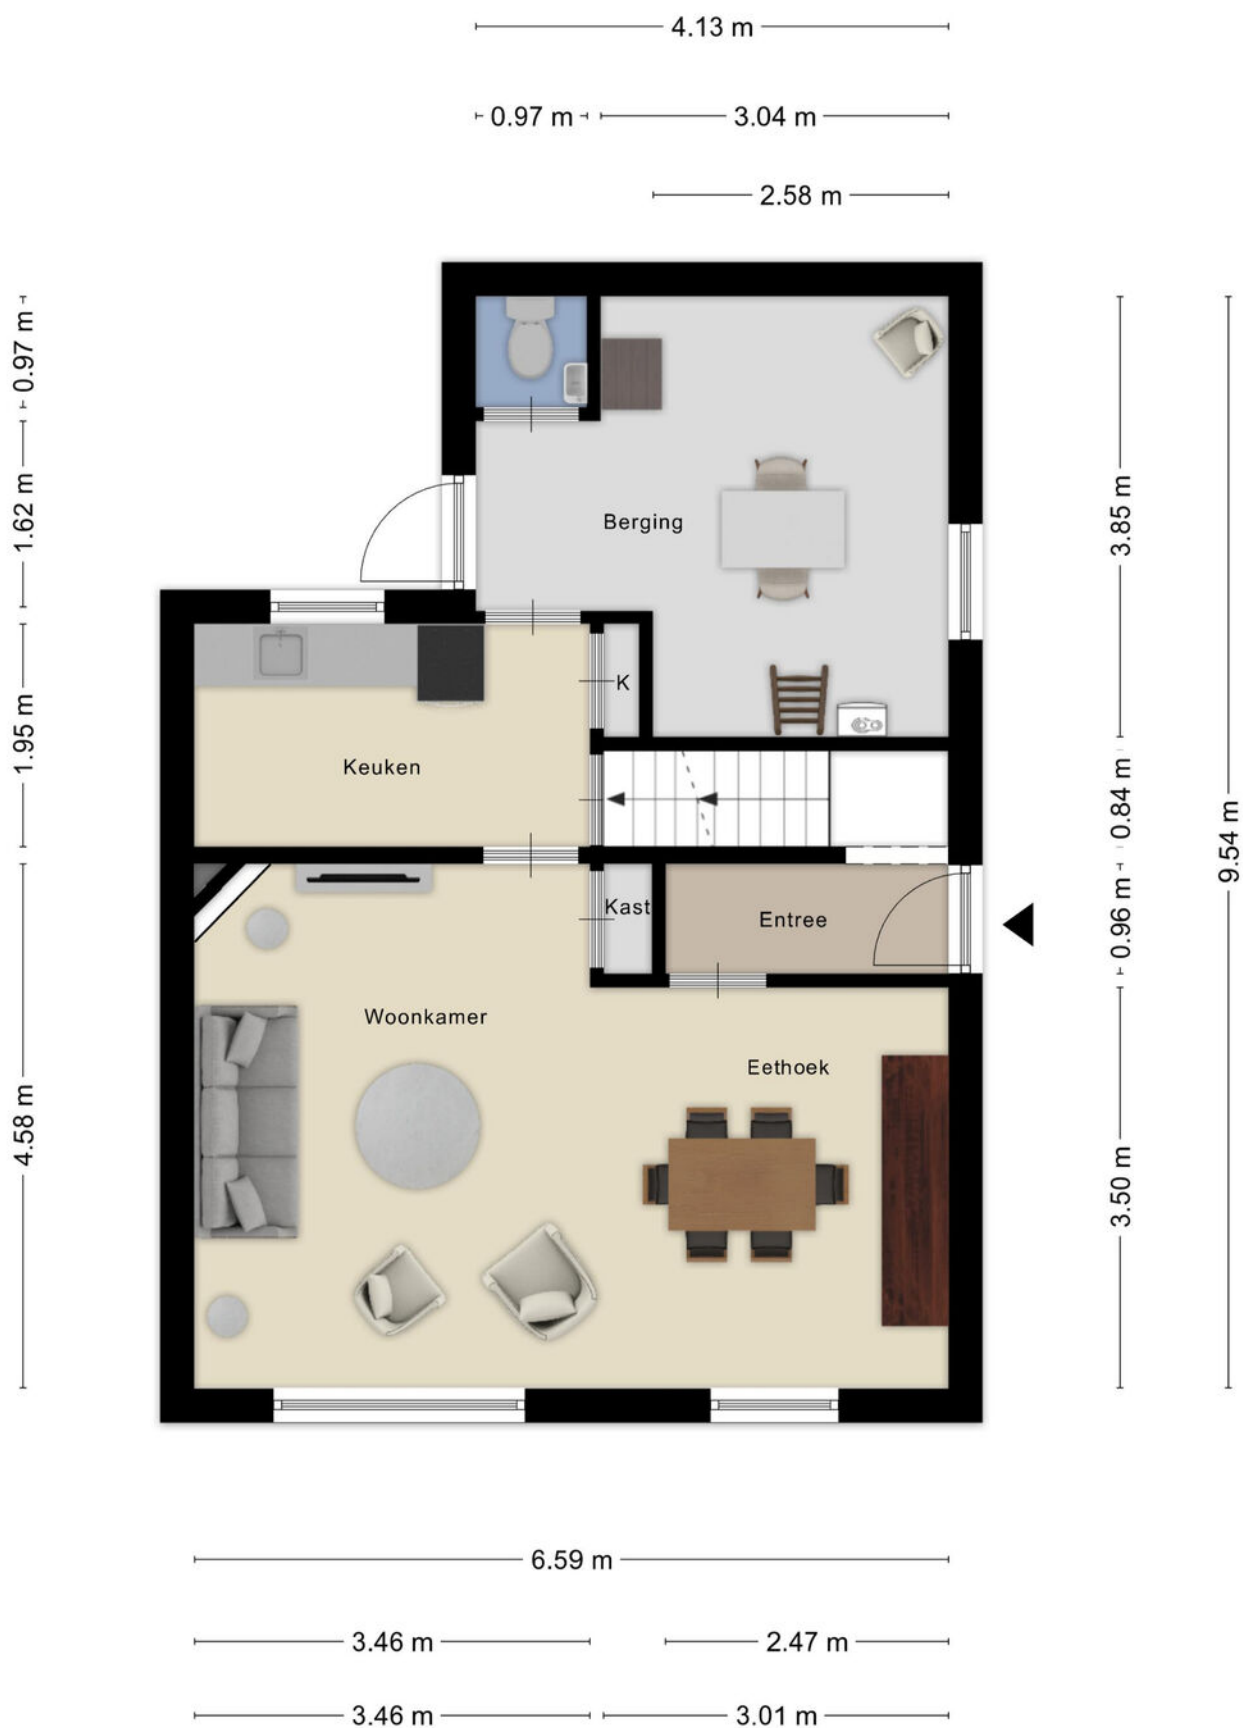 4.13 m
0.97 m
3.04 m
2.58 m
0.97 m
1.62 m
1.95 m
4.58 m
Berging
K
Keuken
Kast
Entree
Woonkamer
Eethoek
3.85 m
0.84 m
0.96 m
3.50 m
9.54 m
6.59 m
3.46 m
2.47 m
3.46 m
3.01 m